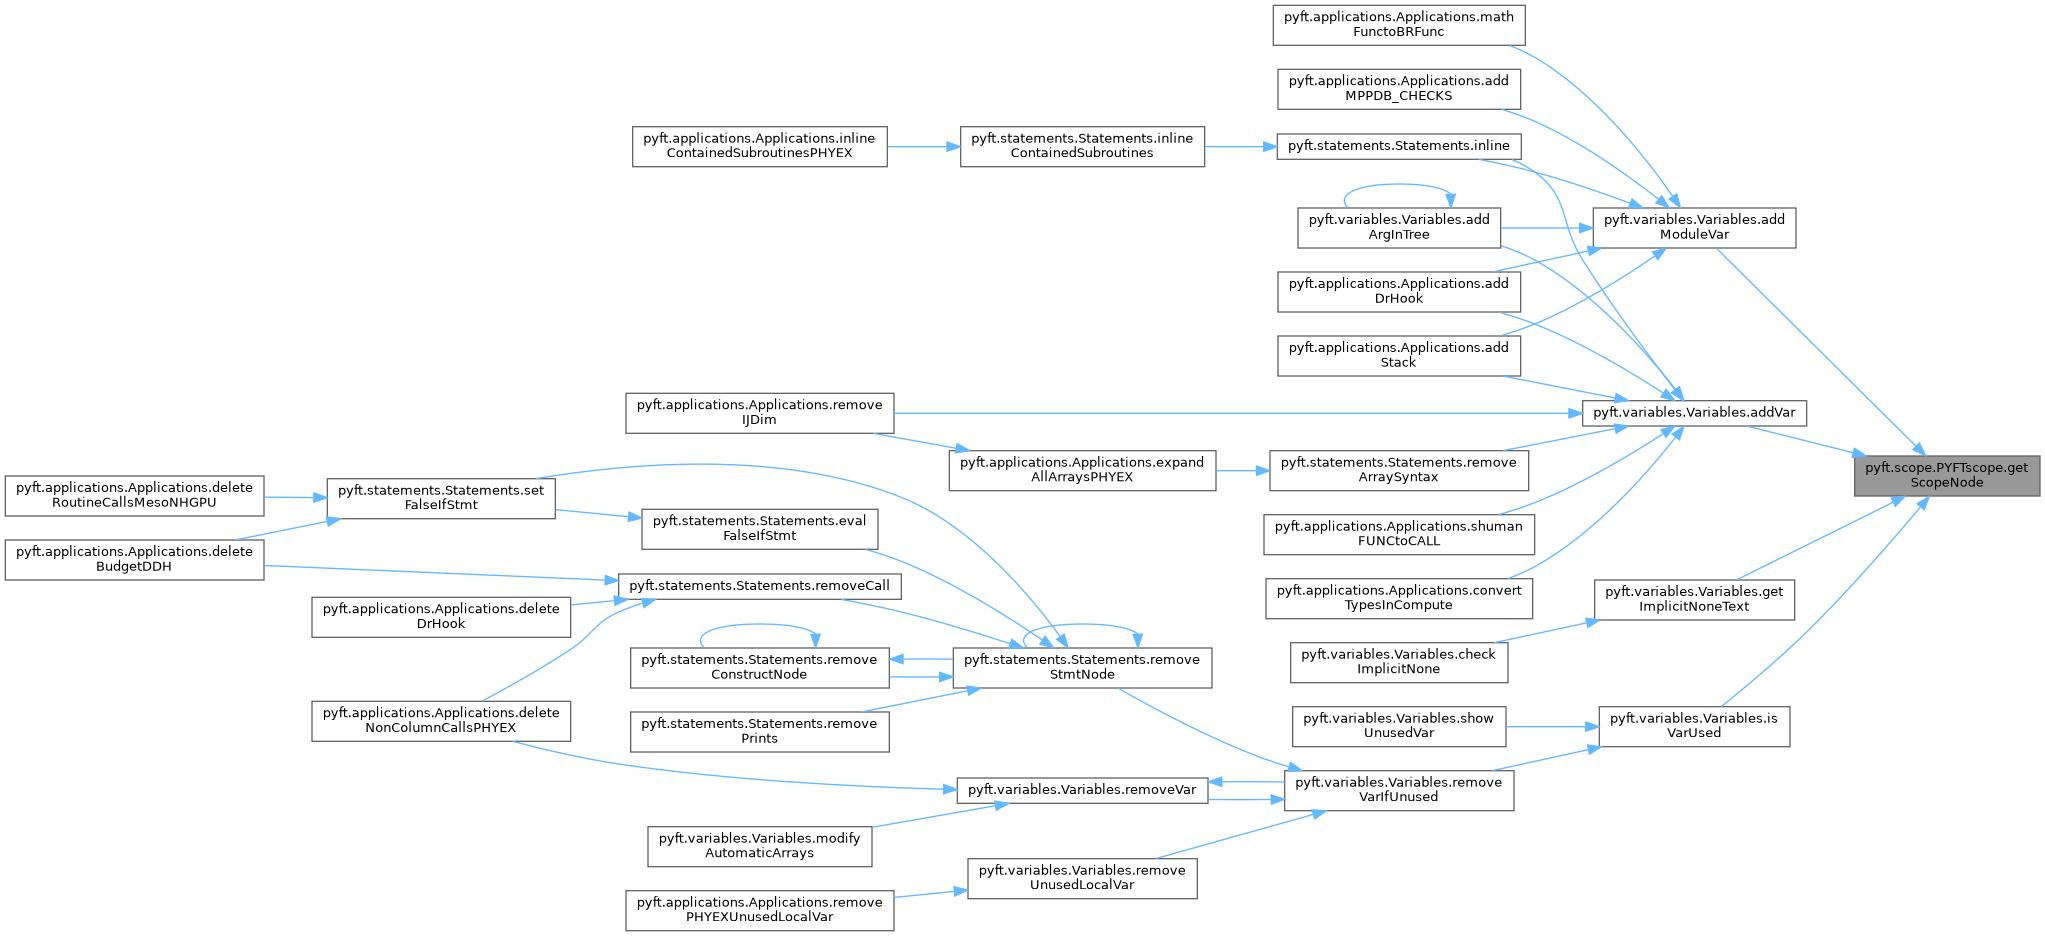 pyft.applications.Applications.math
FunctoBRFunc
pyft.applications.Applications.add
MPPDB_CHECKS
pyft.applications.Applications.inline
ContainedSubroutinesPHYEX
pyft.statements.Statements.inline
ContainedSubroutines
pyft.statements.Statements.inline
pyft.variables.Variables.add
ArgInTree
pyft.variables.Variables.add
ModuleVar
pyft.applications.Applications.add
DrHook
pyft.applications.Applications.add
Stack
pyft.applications.Applications.remove
IJDim
pyft.variables.Variables.addVar
pyft.applications.Applications.expand
AllArraysPHYEX
pyft.statements.Statements.remove
ArraySyntax
pyft.scope.PYFTscope.get
ScopeNode
pyft.applications.Applications.delete
RoutineCallsMesoNHGPU
pyft.statements.Statements.set
FalseIfStmt
pyft.statements.Statements.eval
FalseIfStmt
pyft.applications.Applications.shuman
FUNCtoCALL
pyft.applications.Applications.delete
BudgetDDH
pyft.statements.Statements.removeCall
pyft.applications.Applications.convert
TypesInCompute
pyft.variables.Variables.get
ImplicitNoneText
pyft.applications.Applications.delete
DrHook
pyft.statements.Statements.remove
ConstructNode
pyft.statements.Statements.remove
StmtNode
pyft.variables.Variables.check
ImplicitNone
pyft.applications.Applications.delete
NonColumnCallsPHYEX
pyft.statements.Statements.remove
Prints
pyft.variables.Variables.show
UnusedVar
pyft.variables.Variables.is
VarUsed
pyft.variables.Variables.removeVar
pyft.variables.Variables.remove
VarIfUnused
pyft.variables.Variables.modify
AutomaticArrays
pyft.variables.Variables.remove
UnusedLocalVar
pyft.applications.Applications.remove
PHYEXUnusedLocalVar